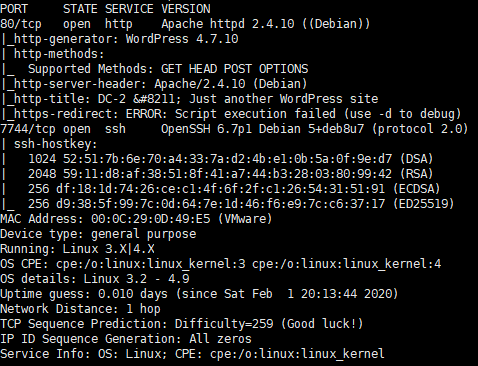 PORT     STATE SERVICE VERSION
80/tcp   open  http    Apache httpd 2.4.10 ((Debian))
|_http-generator: WordPress 4.7.10
| http-methods:
|_  Supported Methods: GET HEAD POST OPTIONS
|_http-server-header: Apache/2.4.10 (Debian)
|_http-title: DC-2 &#8211; Just another WordPress site
|_https-redirect: ERROR: Script execution failed (use -d to debug)
7744/tcp open  ssh     OpenSSH 6.7p1 Debian 5+deb8u7 (protocol 2.0)
| ssh-hostkey:
|   1024 52:51:7b:6e:70:a4:33:7a:d2:4b:e1:0b:5a:0f:9e:d7 (DSA)
|   2048 59:11:d8:af:38:51:8f:41:a7:44:b3:28:03:80:99:42 (RSA)
|   256 df:18:1d:74:26:ce:c1:4f:6f:2f:c1:26:54:31:51:91 (ECDSA)
|_  256 d9:38:5f:99:7c:0d:64:7e:1d:46:f6:e9:7c:c6:37:17 (ED25519)
MAC Address: 00:0C:29:0D:49:E5 (VMware)
Device type: general purpose
Running: Linux 3.X|4.X
OS CPE: cpe:/o:linux:linux_kernel:3 cpe:/o:linux:linux_kernel:4
OS details: Linux 3.2 - 4.9
Uptime guess: 0.010 days (since Sat Feb  1 20:13:44 2020)
Network Distance: 1 hop
TCP Sequence Prediction: Difficulty=259 (Good luck!)
IP ID Sequence Generation: All zeros
Service Info: OS: Linux; CPE: cpe:/o:linux:linux_kernel